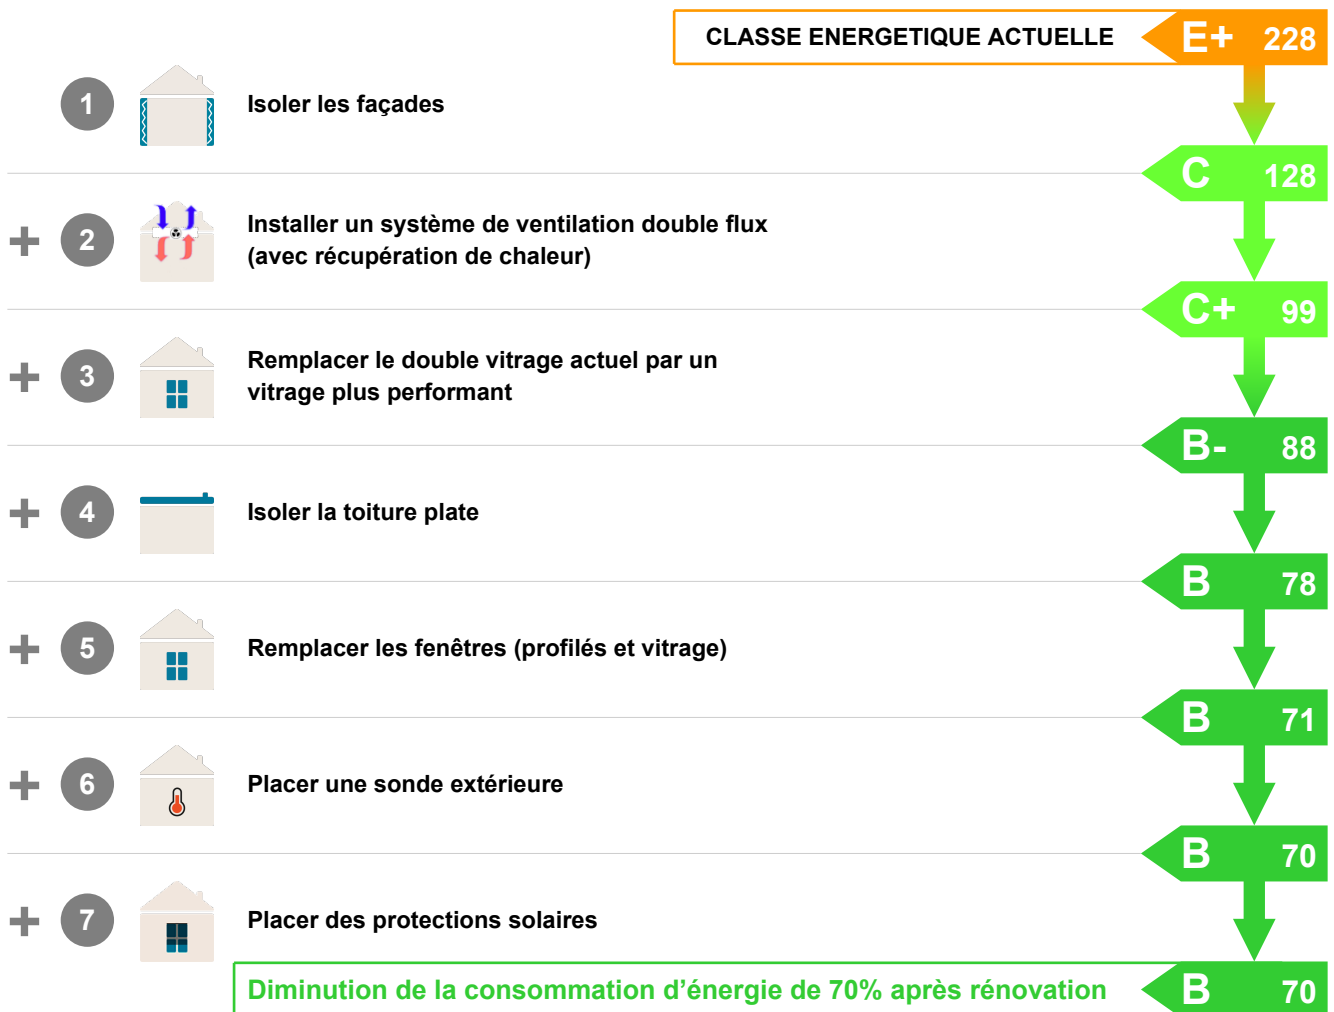 CLASSE ENERGETIQUE ACTUELLE E+ 228
1 Isoler les façades
C 128
+ 2 Installer un système de ventilation double flux
(avec récupération de chaleur)
C+ 99
+ 3 Remplacer le double vitrage actuel par un
vitrage plus performant
B- 88
+ 4 Isoler la toiture plate
B 78
+ 5 Remplacer les fenêtres (profilés et vitrage)
B 71
+ 6 Placer une sonde extérieure
B 70
+ 7 Placer des protections solaires
Diminution de la consommation d’énergie de 70% après rénovation B 70